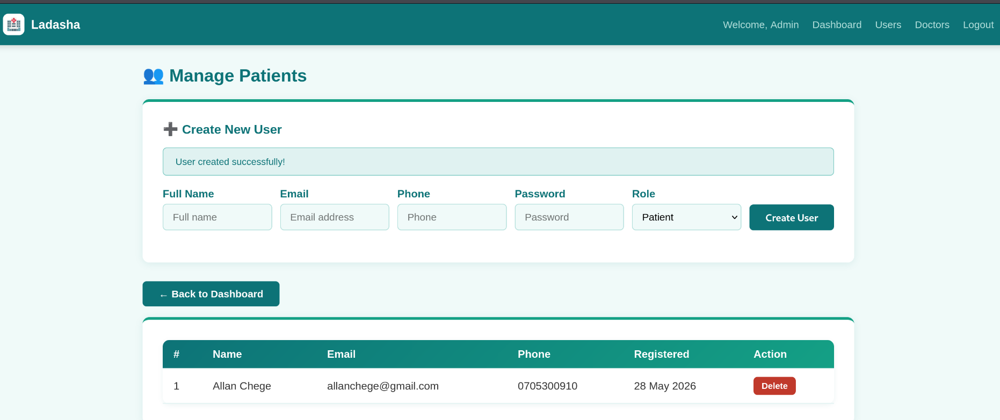 Ladasha
Welcome, Admin Dashboard Users Doctors Logout
Manage Patients
Create New User
User created successfully!
Full Name Email Phone Password Role
Full name Email address Phone Password Patient Create User
← Back to Dashboard
# Name Email Phone Registered Action
1 Allan Chege allanchege@gmail.com 0705300910 28 May 2026 Delete